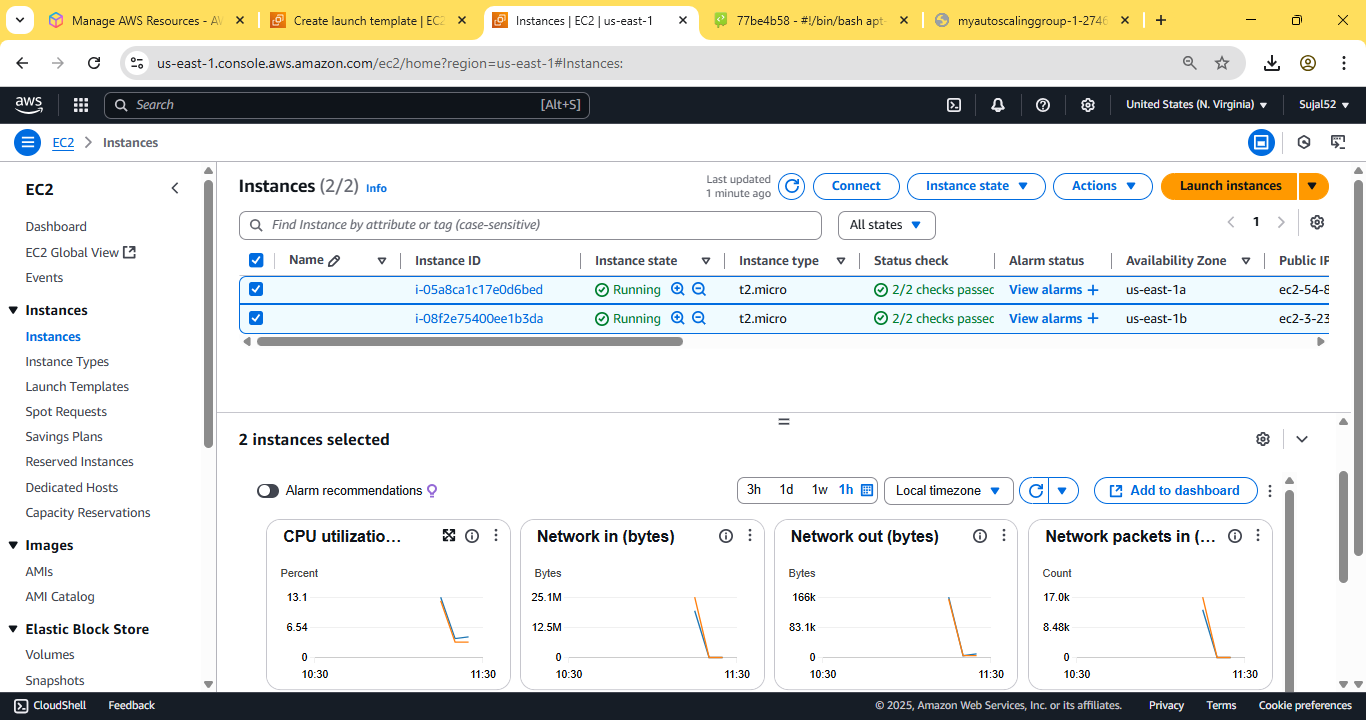 Manage AWS Resources - AW
Create launch template | EC2
Instances | EC2 | us-east-1
77be4b58 - #!/bin/bash apt-
myautoscalinggroup-1-2746
us-east-1.console.aws.amazon.com/ec2/home?region=us-east-1#Instances:
aws
Search
[Alt+S]
United States (N. Virginia)
Sujal52
EC2
Instances
EC2
Dashboard
EC2 Global View
Events
Instances
Instances
Instance Types
Launch Templates
Spot Requests
Savings Plans
Reserved Instances
Dedicated Hosts
Capacity Reservations
Images
AMIs
AMI Catalog
Elastic Block Store
Volumes
Snapshots
Instances (2/2) Info
Last updated
1 minute ago
Connect
Instance state
Actions
Launch instances
Find Instance by attribute or tag (case-sensitive)
All states
1
Name Instance ID Instance state Instance type Status check Alarm status Availability Zone Public IP
i-05a8ca1c17e0d6bed Running t2.micro 2/2 checks passec View alarms + us-east-1a ec2-54-8
i-08f2e75400ee1b3da Running t2.micro 2/2 checks passec View alarms + us-east-1b ec2-3-23
2 instances selected
Alarm recommendations
3h 1d 1w 1h
Local timezone
Add to dashboard
CPU utilizatio...
Percent
13.1
6.54
0
10:30 11:30
Network in (bytes)
Bytes
25.1M
12.5M
0
10:30 11:30
Network out (bytes)
Bytes
166k
83.1k
0
10:30 11:30
Network packets in (...
Count
17.0k
8.48k
0
10:30 11:30
CloudShell
Feedback
© 2025, Amazon Web Services, Inc. or its affiliates.
Privacy
Terms
Cookie preferences